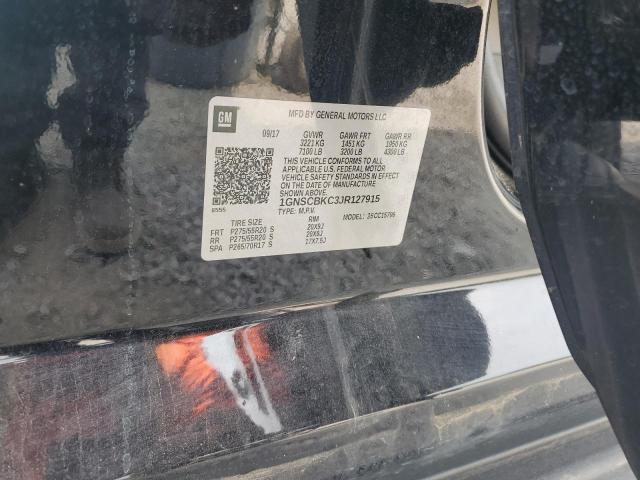 GM
MFD BY GENERAL MOTORS LLC
09/17 GVWR GAWR FRT GAWR RR
3221 KG 1451 KG 1950 KG
7100 LB 3200 LB 4300 LB
THIS VEHICLE CONFORMS TO ALL
APPLICABLE U.S. FEDERAL MOTOR
VEHICLE SAFETY STANDARDS IN
EFFECT ON THE DATE OF MANUFACTURE
SHOWN ABOVE.
1GNSCBKC3JR127915
TYPE: M.P.V.
TIRE SIZE RIM
FRT P275/55R20 S 20X9J
RR P275/55R20 S 20X9J
SPA P265/70R17 S 17X7.5J